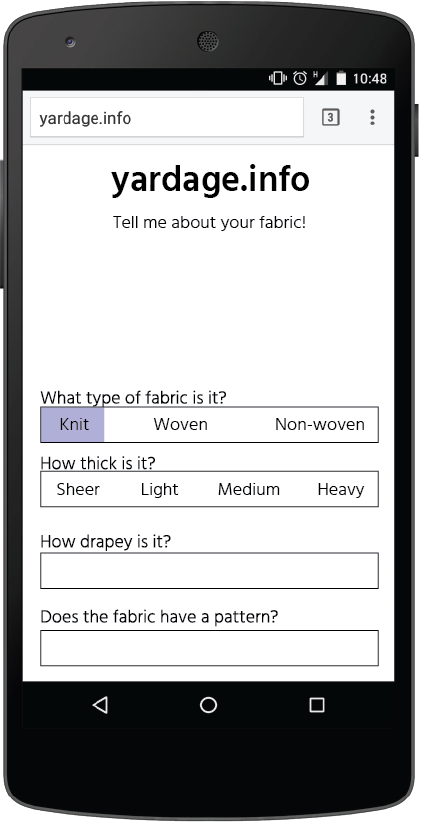 H 10:48
yardage.info 3
yardage.info
Tell me about your fabric!
What type of fabric is it?
Knit Woven Non-woven
How thick is it?
Sheer Light Medium Heavy
How drapey is it?
Does the fabric have a pattern?